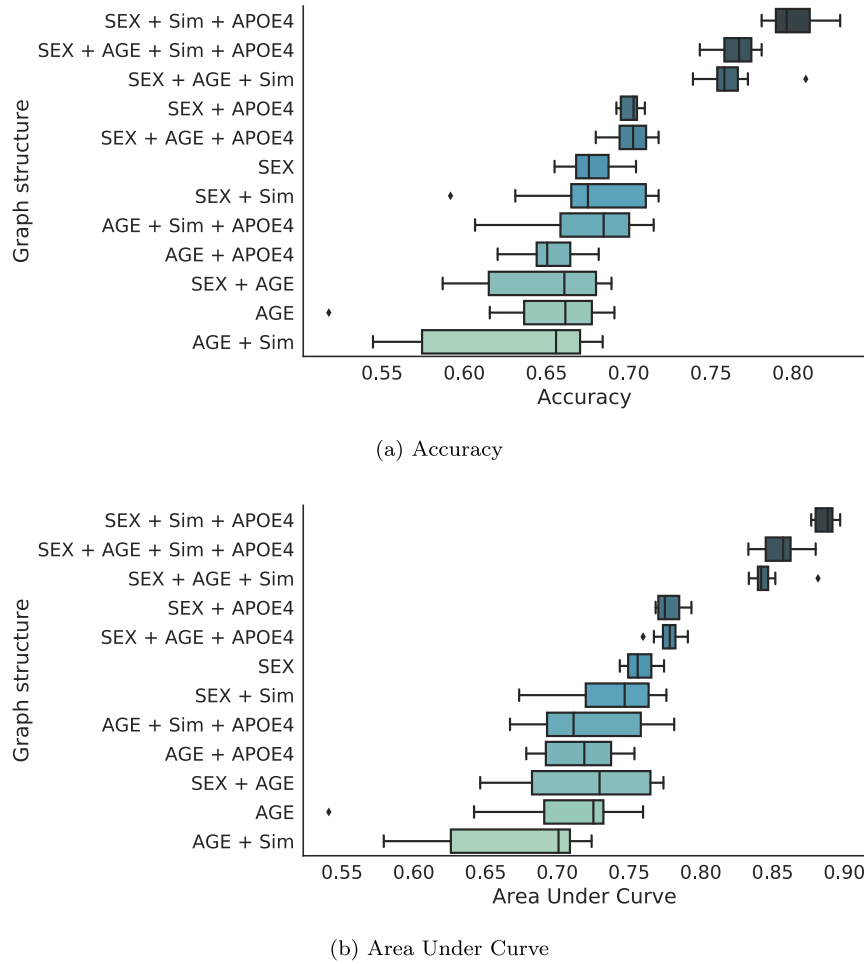 SEX + Sim + APOE4
SEX + AGE + Sim + APOE4
SEX + AGE + Sim
SEX + APOE4
SEX + AGE + APOE4
SEX
SEX + Sim
AGE + Sim + APOE4
AGE + APOE4
SEX + AGE
AGE
AGE + Sim
Graph structure
0.55 0.60 0.65 0.70 0.75 0.80
Accuracy
(a) Accuracy
SEX + Sim + APOE4
SEX + AGE + Sim + APOE4
SEX + AGE + Sim
SEX + APOE4
SEX + AGE + APOE4
SEX
SEX + Sim
AGE + Sim + APOE4
AGE + APOE4
SEX + AGE
AGE
AGE + Sim
Graph structure
0.55 0.60 0.65 0.70 0.75 0.80 0.85 0.90
Area Under Curve
(b) Area Under Curve